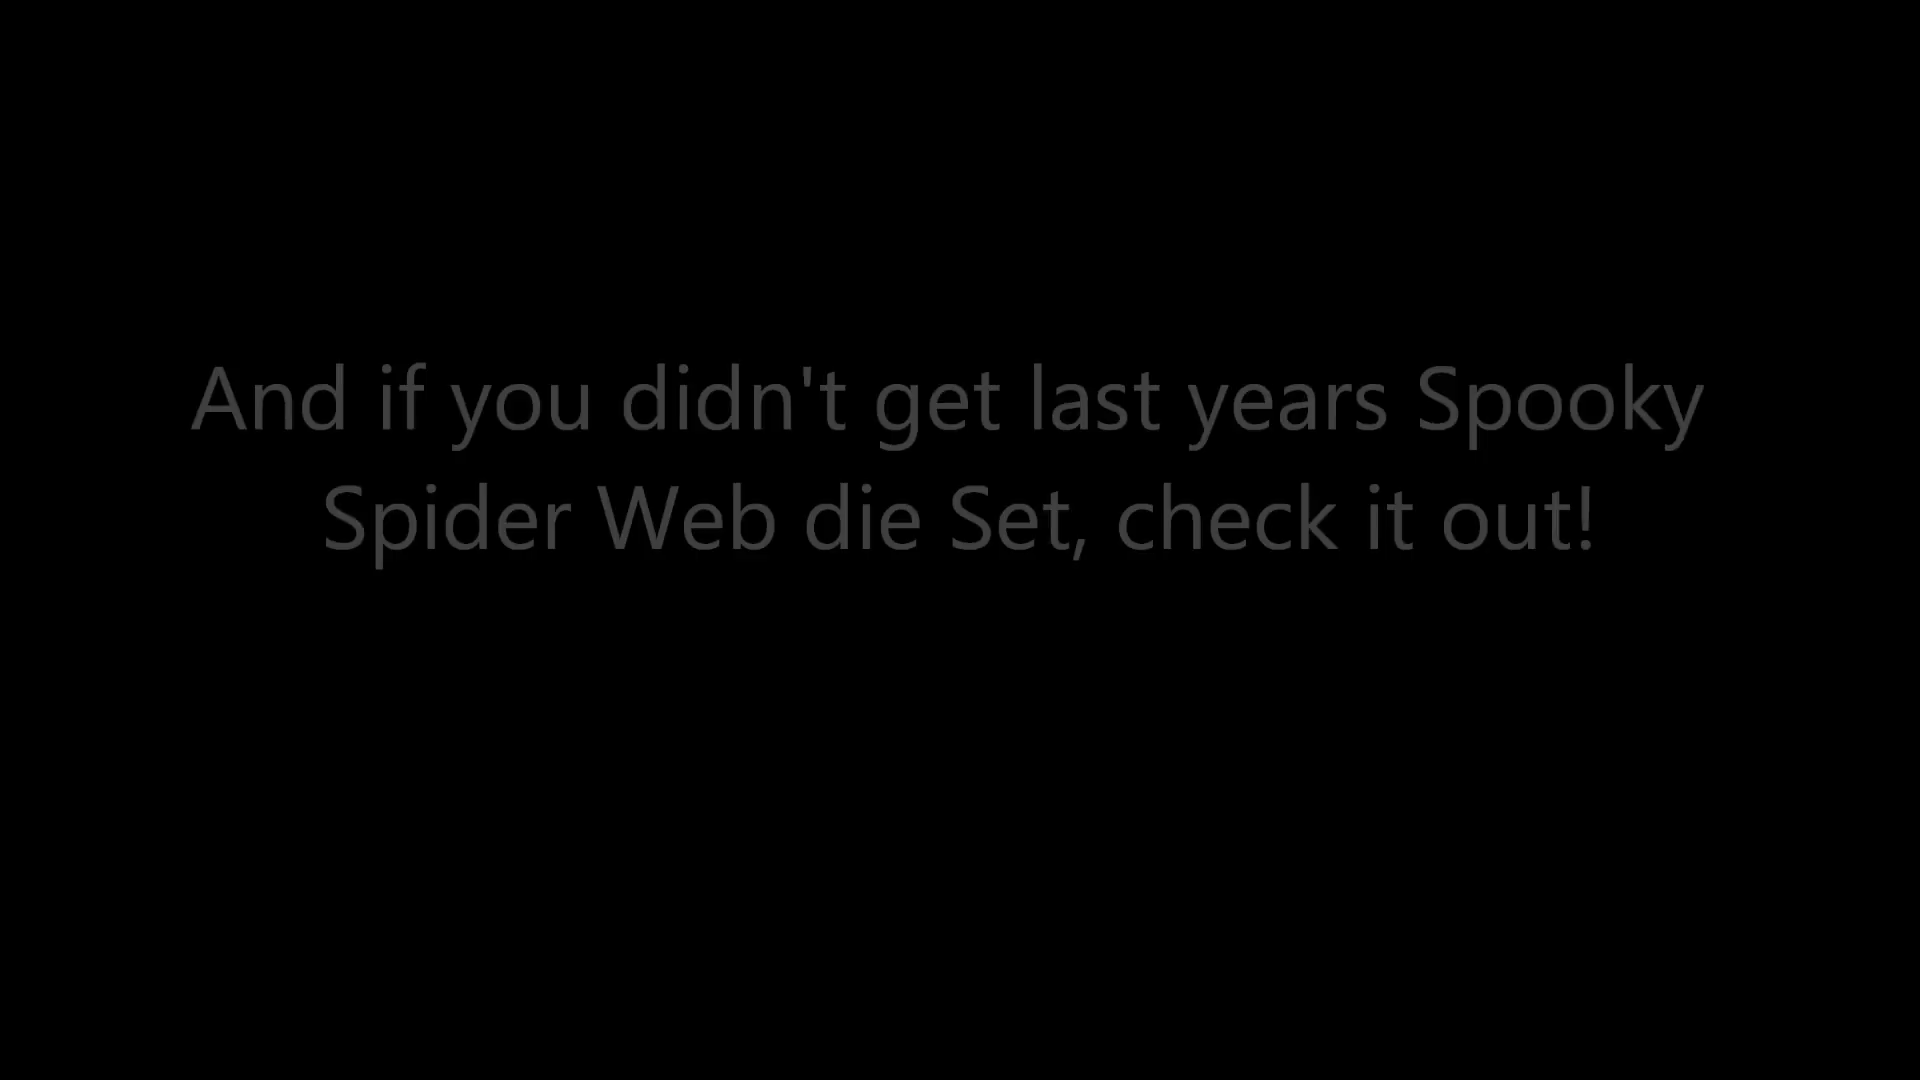 And if you didn't get last years Spooky
Spider Web die Set, check it out!